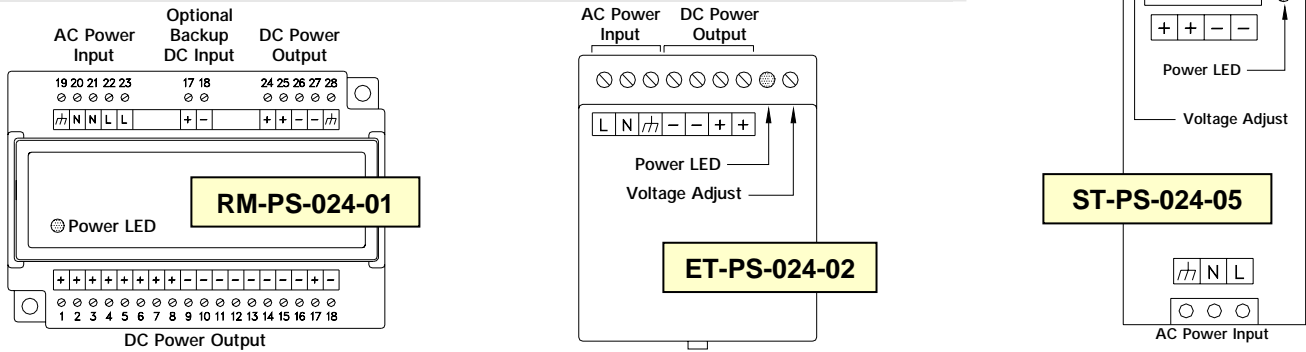 AC Power
Input
Optional
Backup
DC Input
DC Power
Output
19 20 21 22 23
17 18
24 25 26 27 28
N N L L
+ -
+ + - -
RM-PS-024-01
Power LED
+ + + + + + + + - - - - - - - - + -
1 2 3 4 5 6 7 8 9 10 11 12 13 14 15 16 17 18
DC Power Output
AC Power
Input
DC Power
Output
L N - - + +
Power LED
Voltage Adjust
ET-PS-024-02
+ + - -
Power LED
Voltage Adjust
ST-PS-024-05
N L
AC Power Input